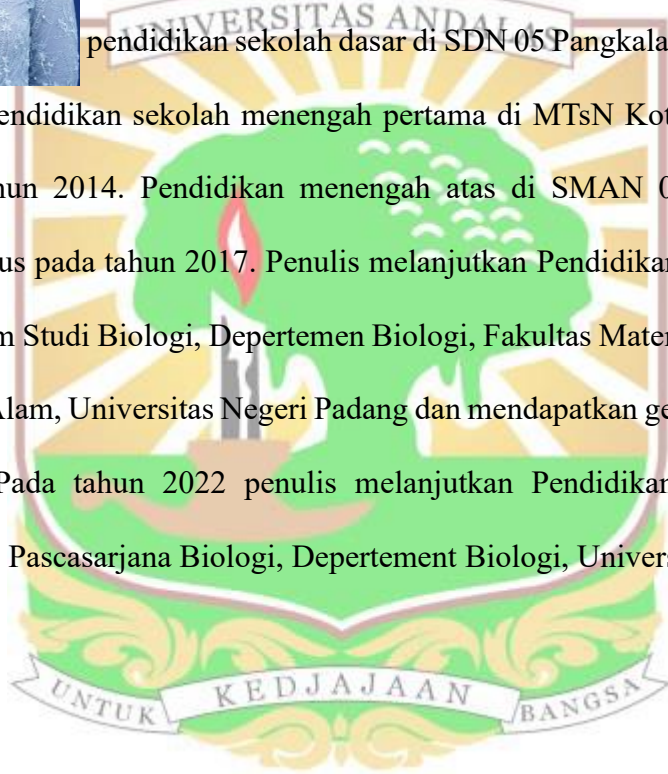 UNIVERSITAS ANDALAS
pendidikan sekolah dasar di SDN 05 Pangkala
endidikan sekolah menengah pertama di MTsN Kot
un 2014. Pendidikan menengah atas di SMAN 0
us pada tahun 2017. Penulis melanjutkan Pendidikan
m Studi Biologi, Depertemen Biologi, Fakultas Mater
Alam, Universitas Negeri Padang dan mendapatkan ge
Pada tahun 2022 penulis melanjutkan Pendidikan
Pascasarjana Biologi, Depertement Biologi, Univers
UNTUK KEDJAJAAN BANGSA